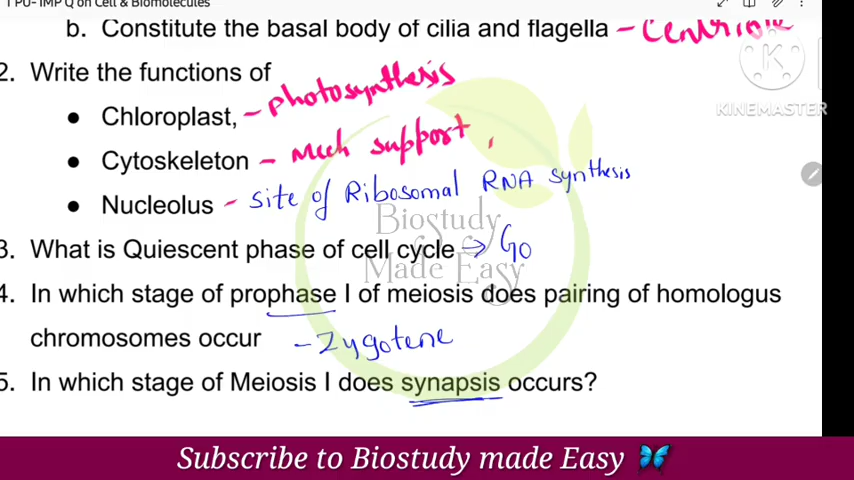 1 PU- IMP Q on Cell & Biomolecules
b. Constitute the basal body of cilia and flagella - Centriole
2. Write the functions of
● Chloroplast, - photosynthesis
● Cytoskeleton - Mech support,
● Nucleolus - site of Ribosomal RNA synthesis
3. What is Quiescent phase of cell cycle ⇒ G0
4. In which stage of prophase I of meiosis does pairing of homologus
chromosomes occur - Zygotene
5. In which stage of Meiosis I does synapsis occurs?
Biostudy
Made Easy
KINEMASTER
Subscribe to Biostudy made Easy 🦋